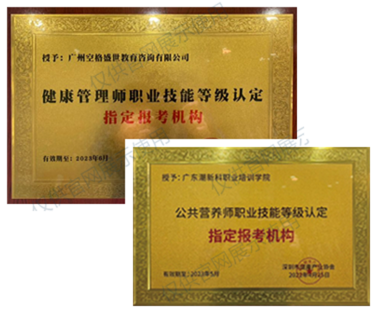 授予：广州空格盛世教育咨询有限公司
健康管理师职业技能等级认定
指定报考机构
有效期至：2023年6月
授予：广东灏新科职业培训学院
公共营养师职业技能等级认定
指定报考机构
有效期至：2023年5月